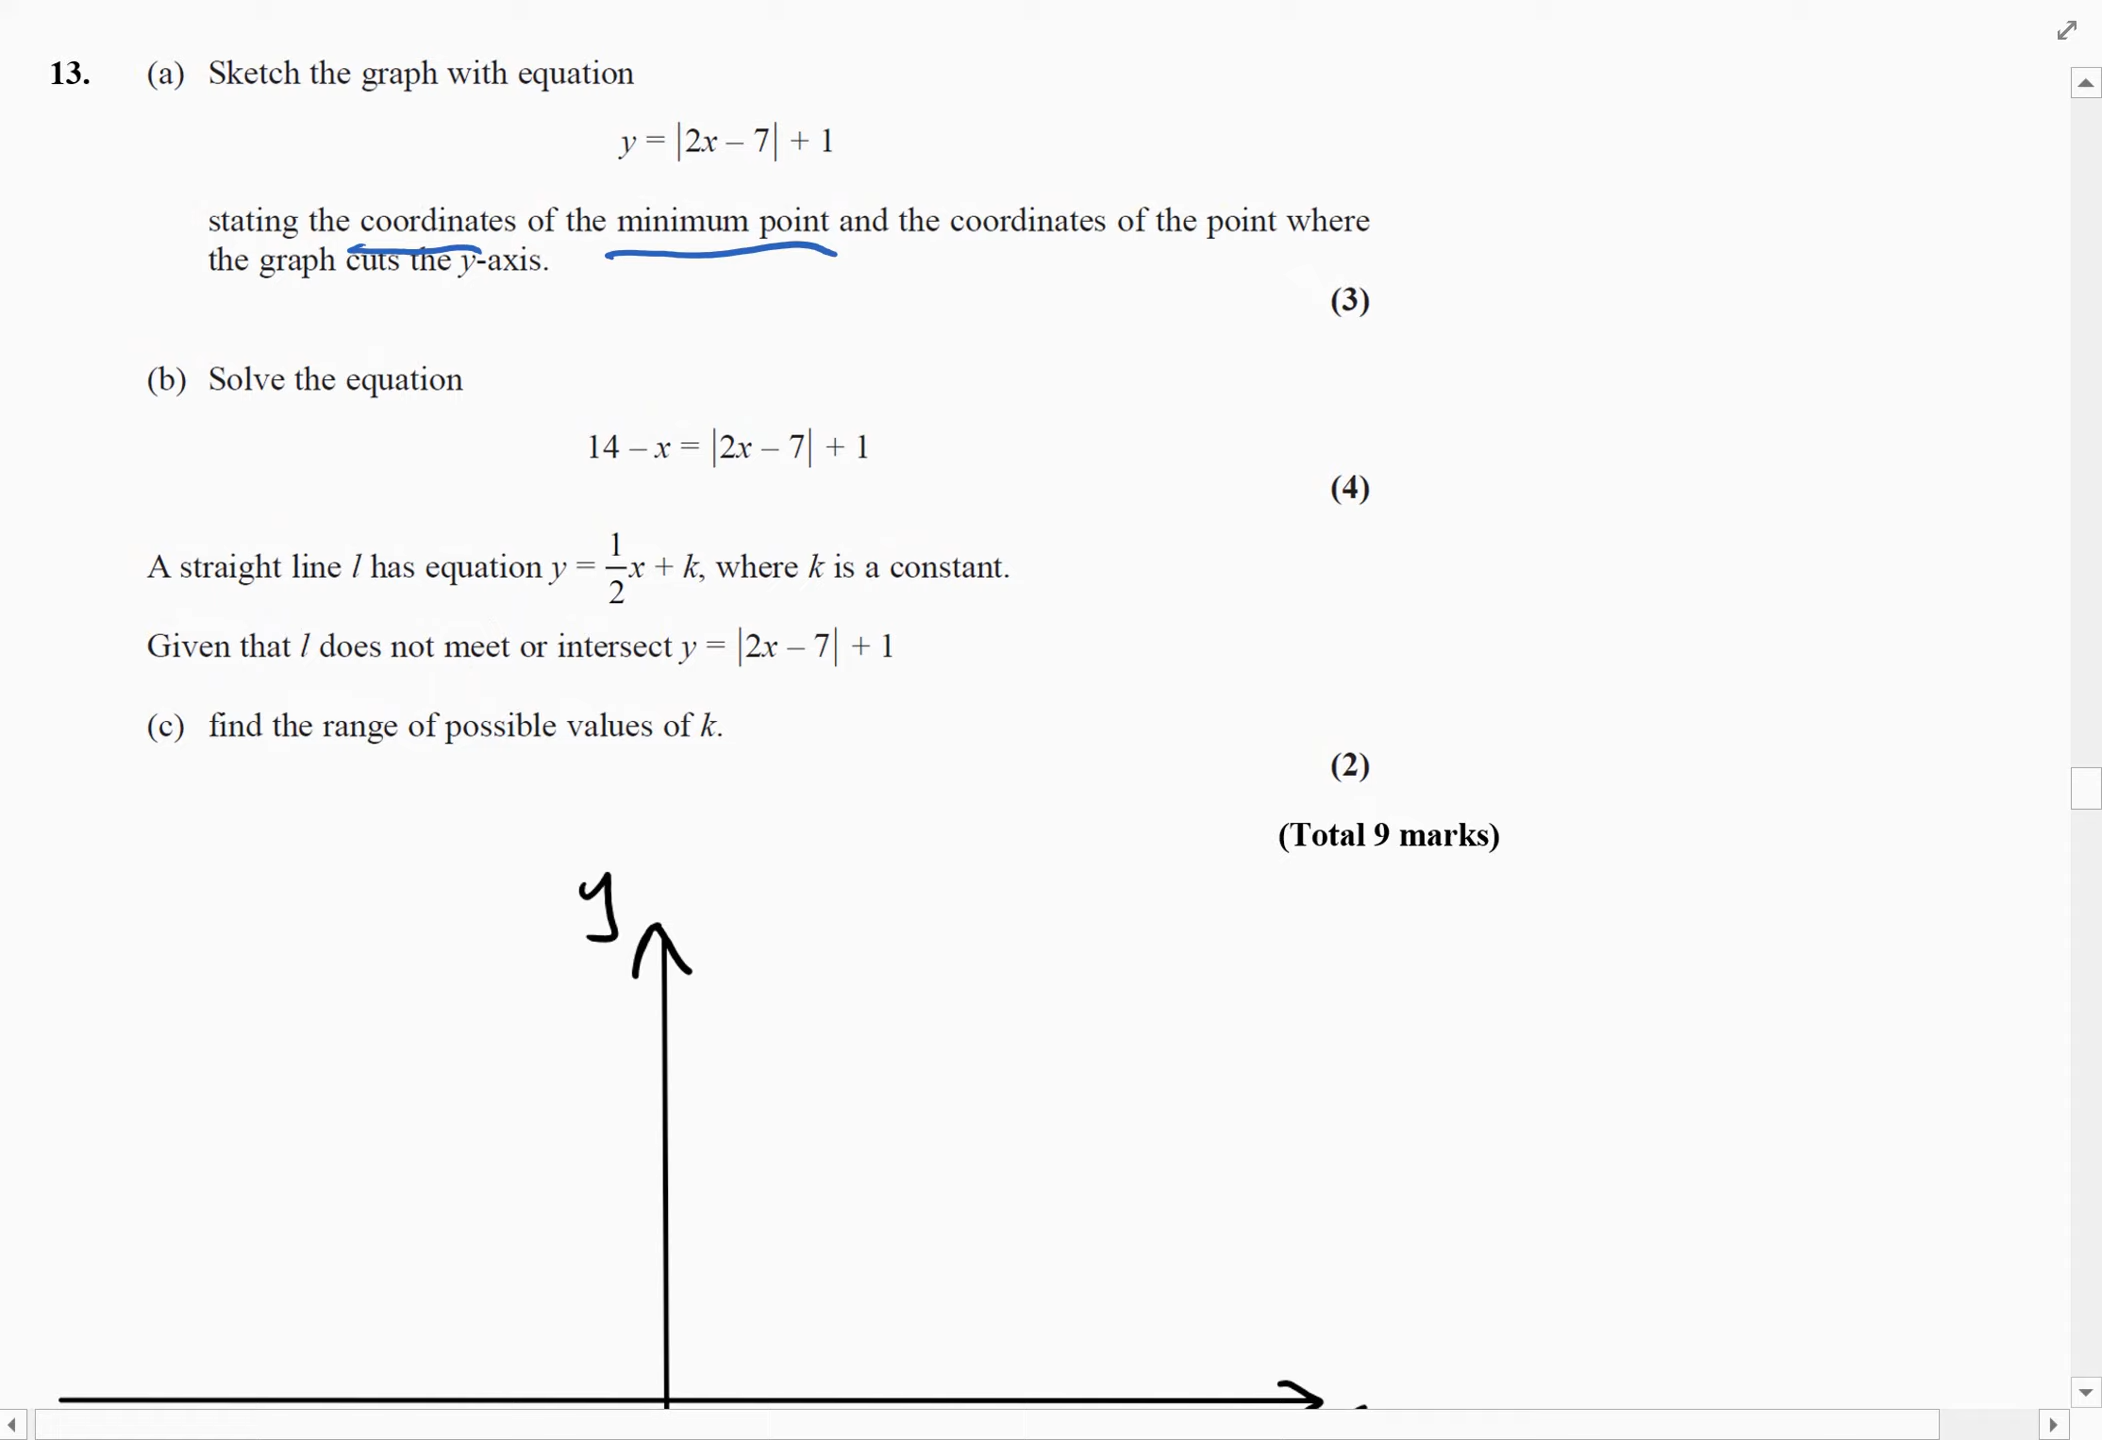 13. (a) Sketch the graph with equation
y = |2x – 7| + 1
stating the coordinates of the minimum point and the coordinates of the point where
the graph cuts the y-axis.
(3)
(b) Solve the equation
14 – x = |2x – 7| + 1
(4)
A straight line l has equation y = 1/2 x + k, where k is a constant.
Given that l does not meet or intersect y = |2x – 7| + 1
(c) find the range of possible values of k.
(2)
(Total 9 marks)
y